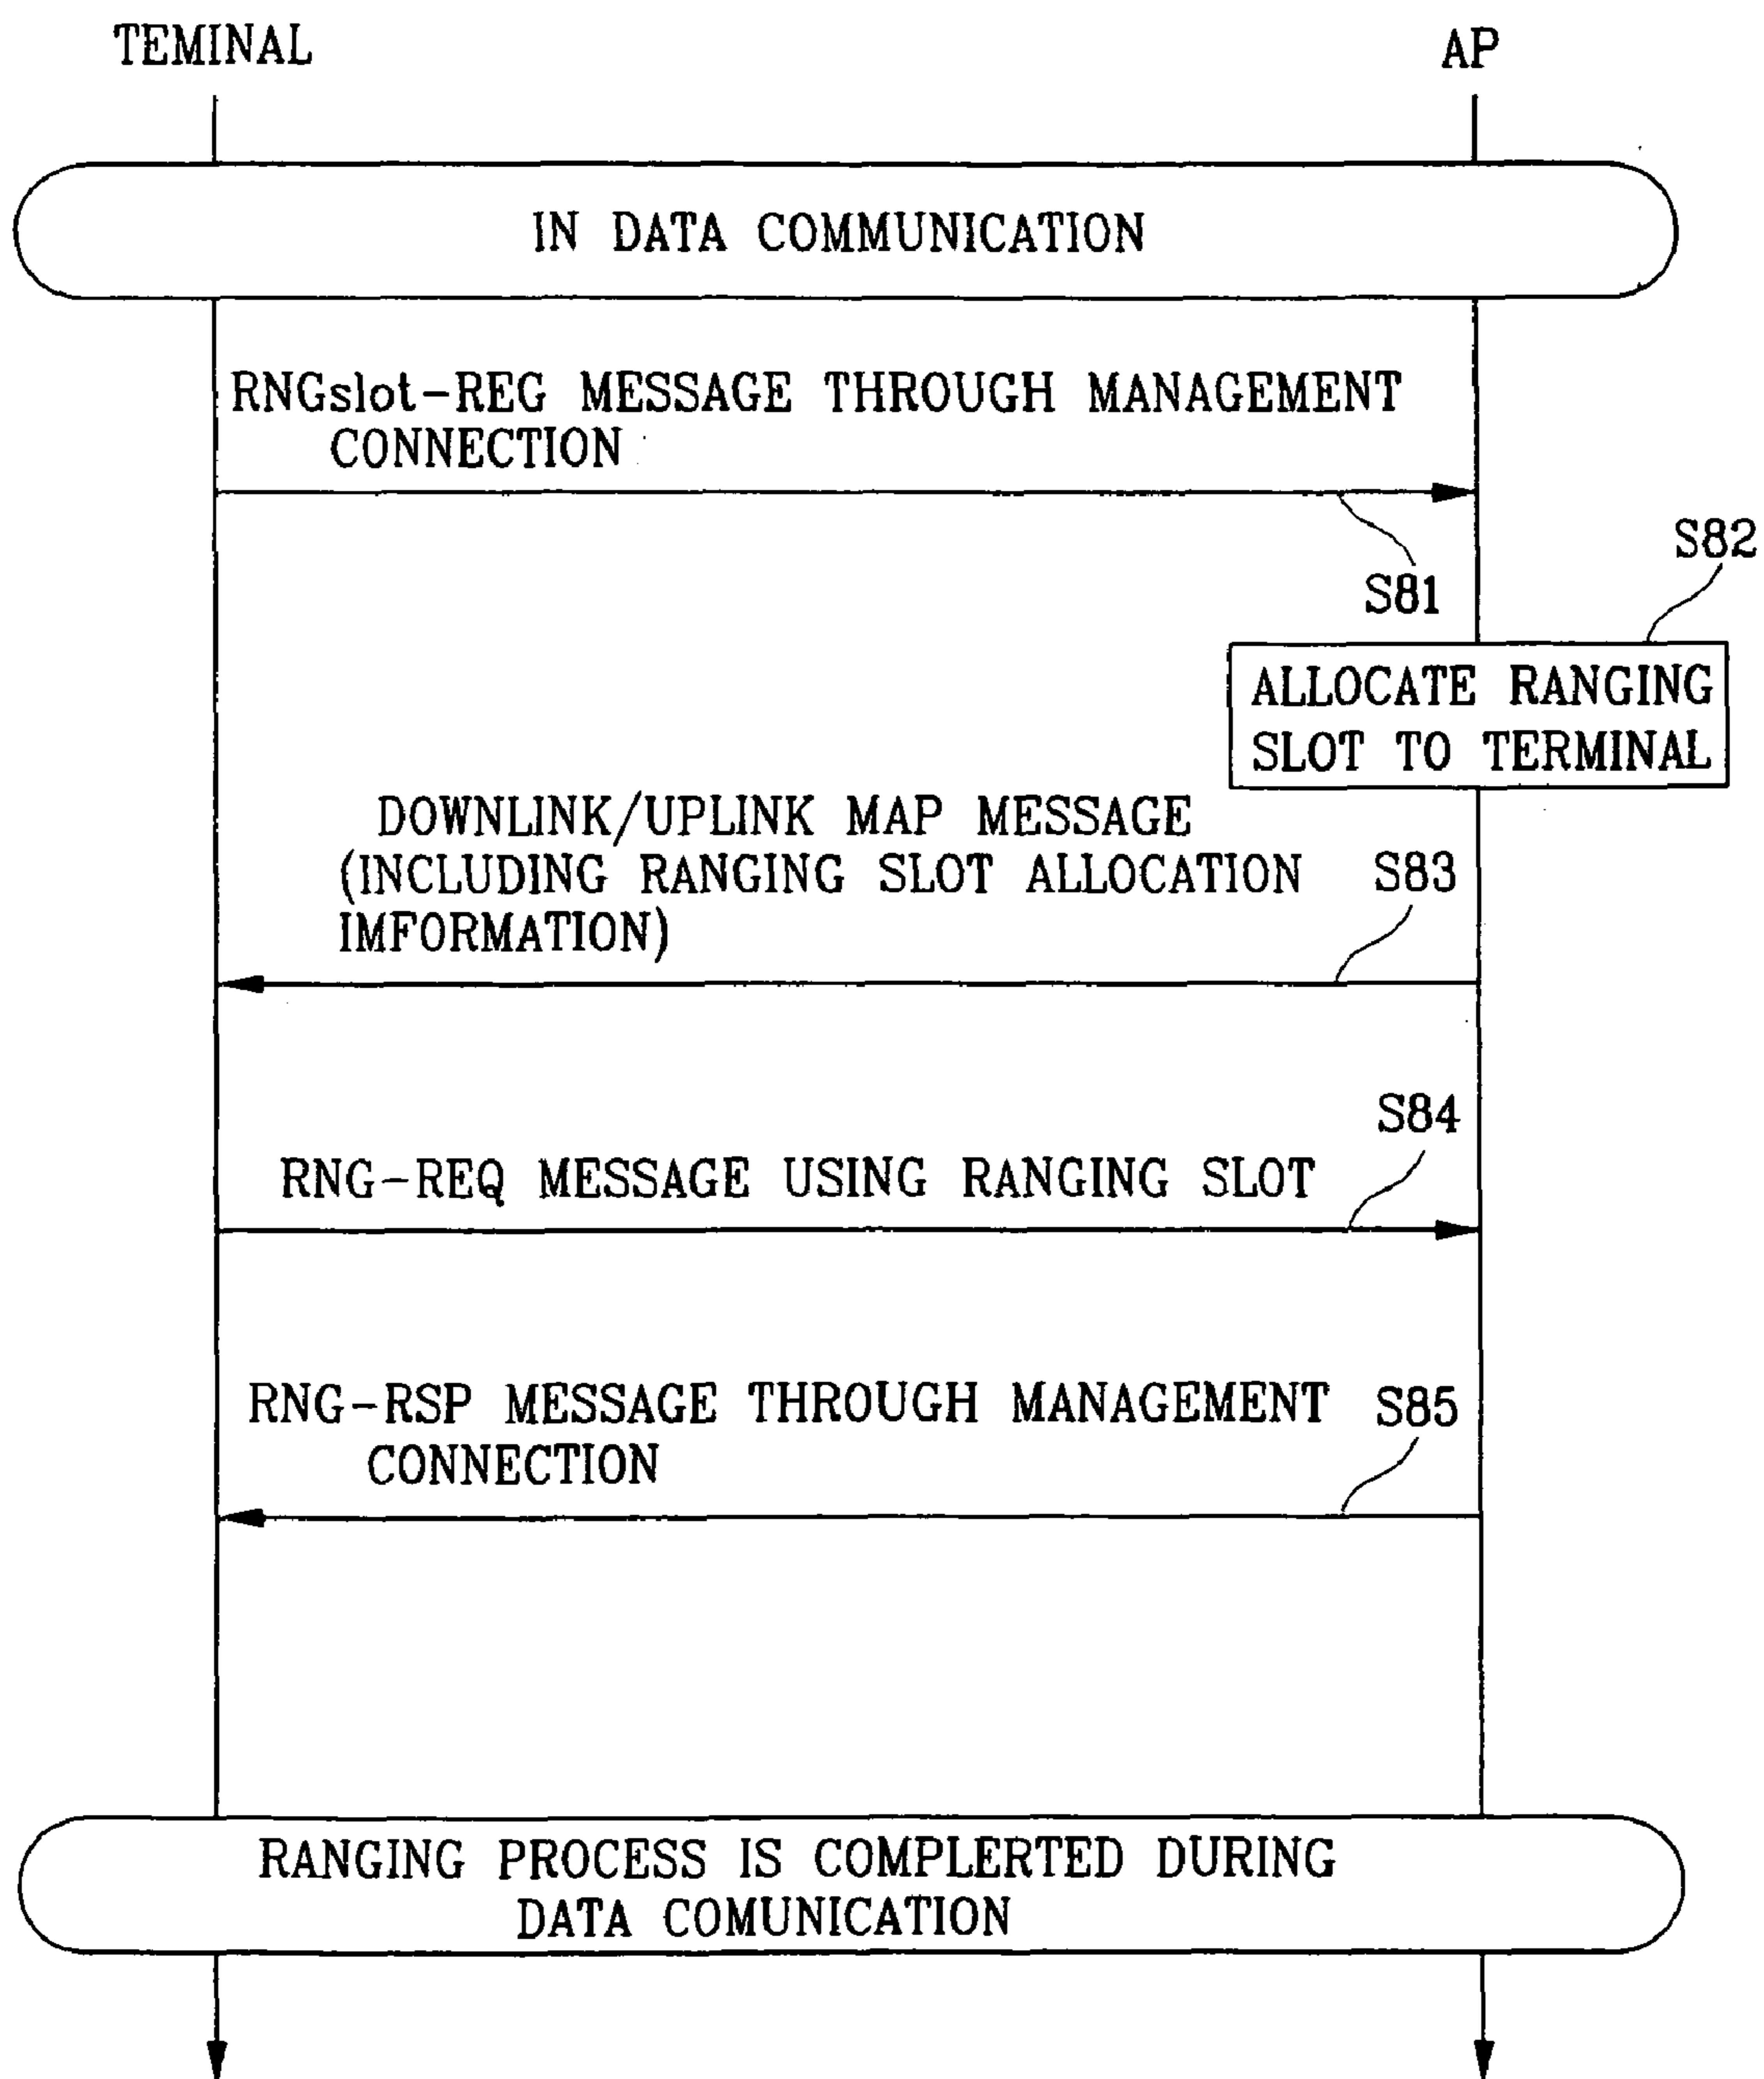 TEMINAL
AP
IN DATA COMMUNICATION
RNGslot-REG MESSAGE THROUGH MANAGEMENT
CONNECTION
S81
S82
ALLOCATE RANGING
SLOT TO TERMINAL
DOWNLINK/UPLINK MAP MESSAGE
(INCLUDING RANGING SLOT ALLOCATION
IMFORMATION)
S83
S84
RNG-REQ MESSAGE USING RANGING SLOT
RNG-RSP MESSAGE THROUGH MANAGEMENT
CONNECTION
S85
RANGING PROCESS IS COMPLERTED DURING
DATA COMUNICATION